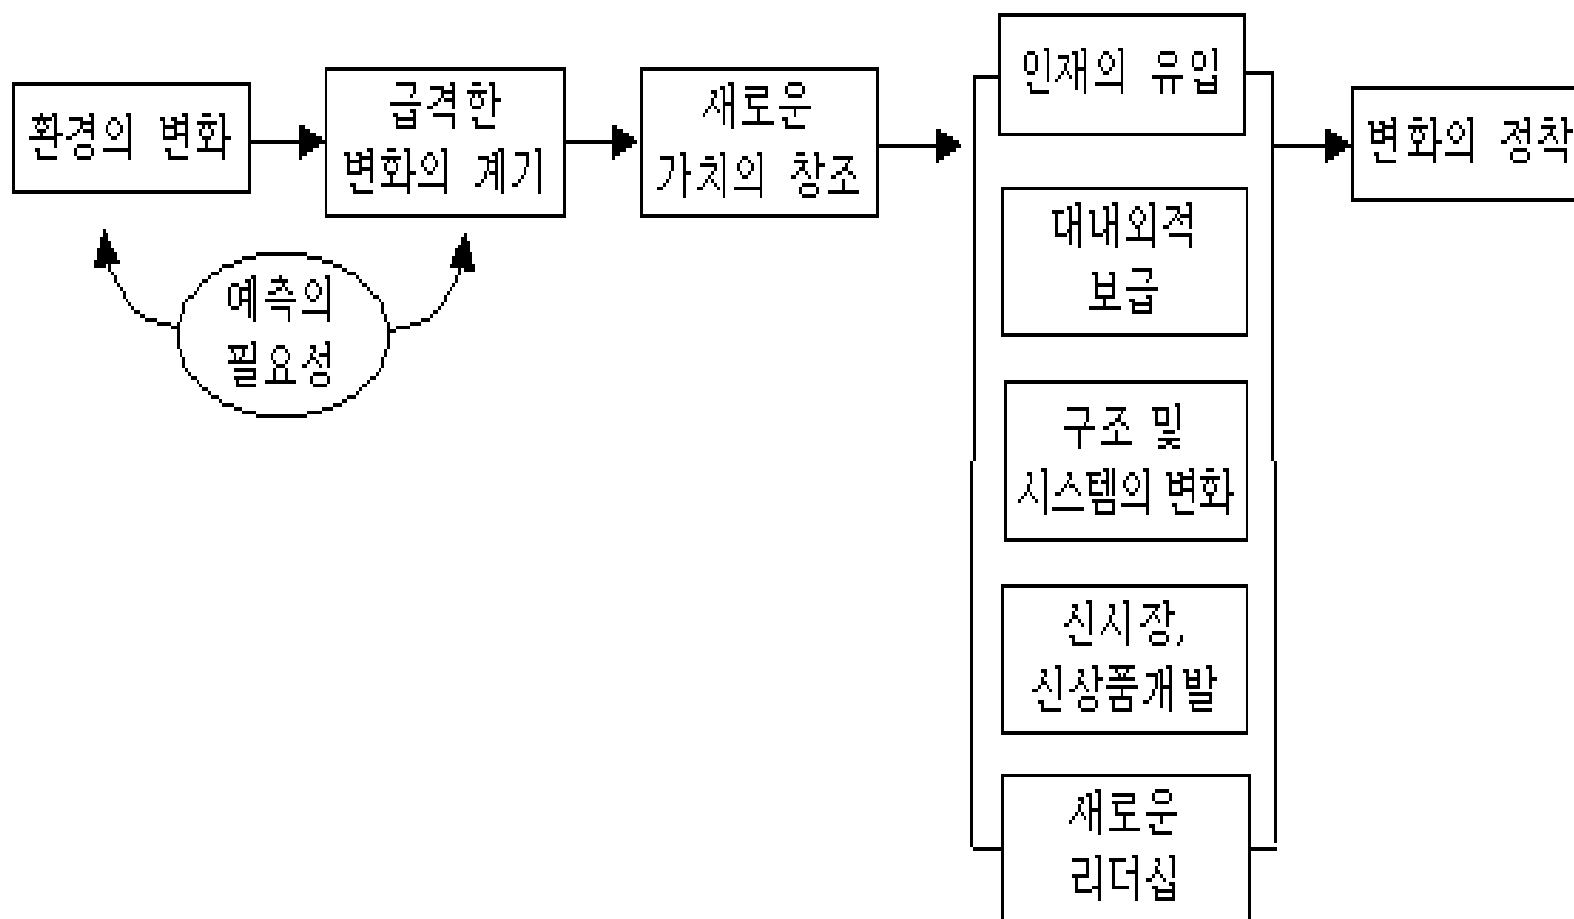 환경의 변화
급격한
변화의 계기
새로운
가치의 창조
인재의 유입
대내외적
보급
구조 및
시스템의 변화
신시장,
신상품개발
새로운
리더십
변화의 정착
예측의
필요성